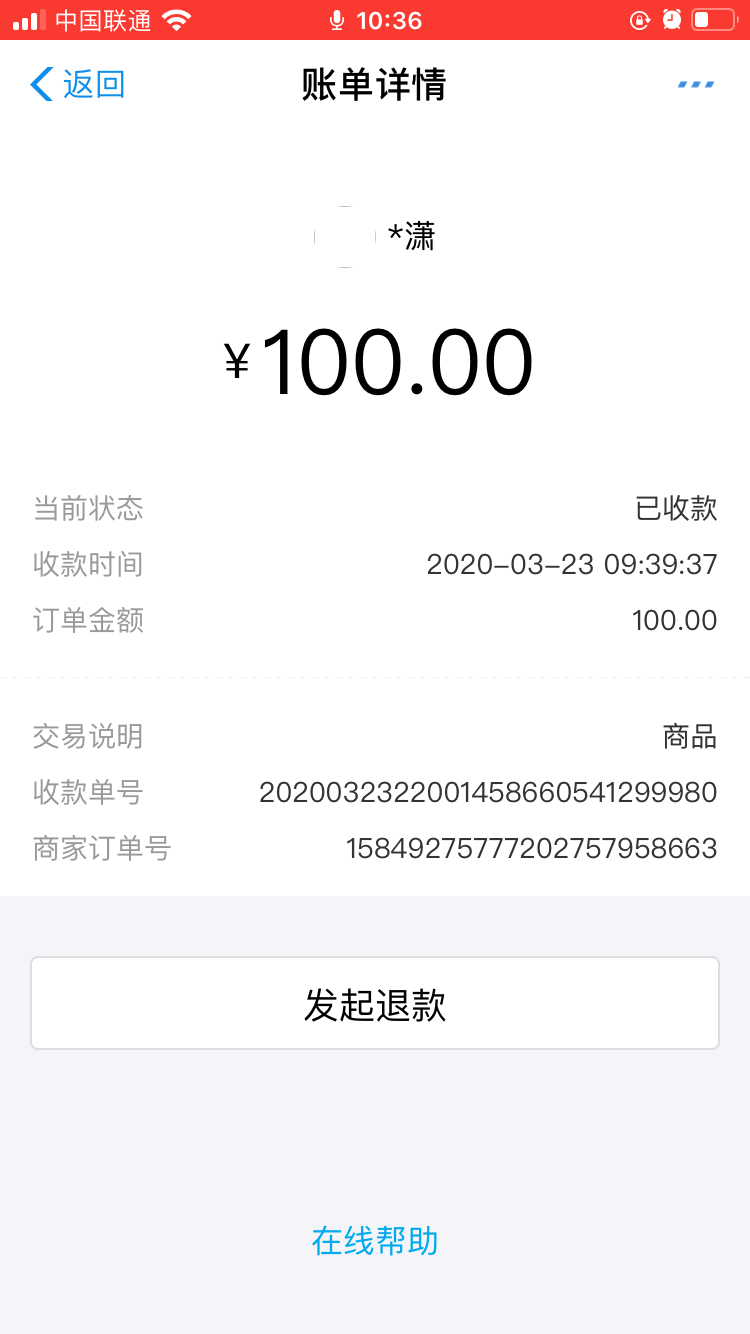 中国联通 10:36
返回 账单详情
*潇
¥100.00
当前状态 已收款
收款时间 2020-03-23 09:39:37
订单金额 100.00
交易说明 商品
收款单号 2020032322001458660541299980
商家订单号 15849275777202757958663
发起退款
在线帮助